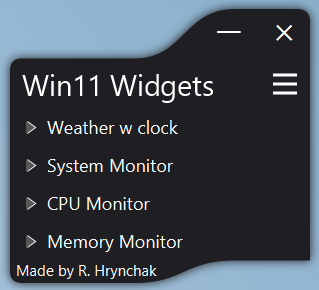 Win11 Widgets
Weather w clock
System Monitor
CPU Monitor
Memory Monitor
Made by R. Hrynchak